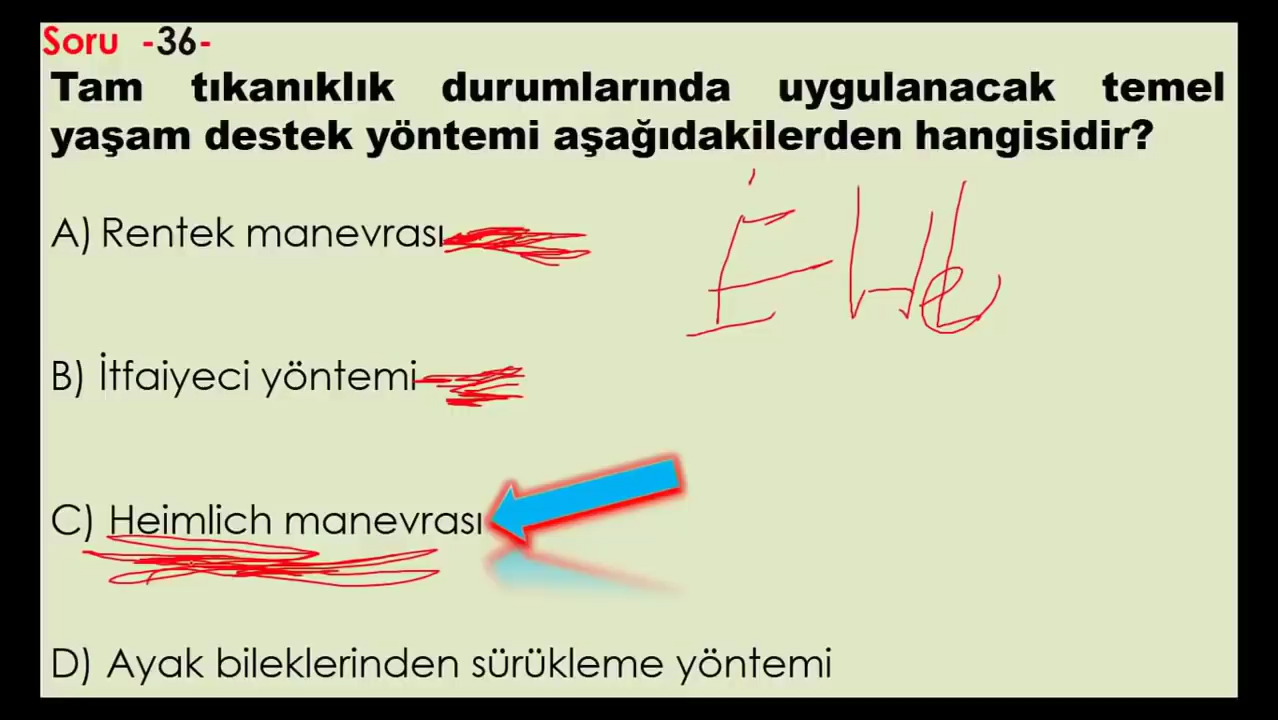 Soru -36-
Tam tıkanıklık durumlarında uygulanacak temel
yaşam destek yöntemi aşağıdakilerden hangisidir?
A) Rentek manevrası
B) İtfaiyeci yöntemi
C) Heimlich manevrası
D) Ayak bileklerinden sürükleme yöntemi